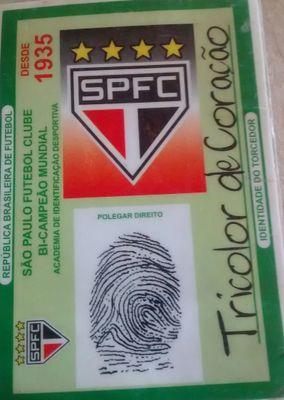 REPÚBLICA BRASILEIRA DE FUTEBOL
SÃO PAULO FUTEBOL CLUBE
BI-CAMPEÃO MUNDIAL
ACADEMIA DE IDENTIFICAÇÃO DESPORTIVA
DESDE
1935
SPFC
POLEGAR DIREITO
SPFC
Tricolor de Coração
IDENTIDADE DO TORCEDOR